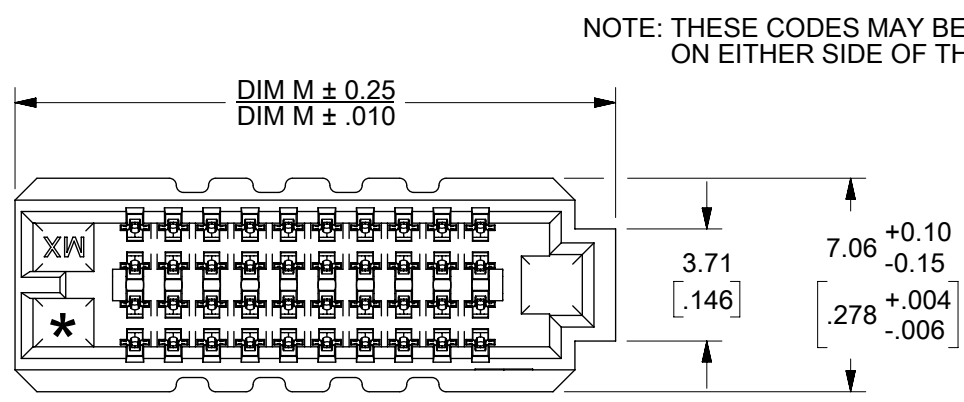 NOTE: THESE CODES MAY BE
ON EITHER SIDE OF TH
DIM M ± 0.25
DIM M ± .010
MX
*
3.71
[.146]
7.06 +0.10
-0.15
[.278 +.004
-.006]